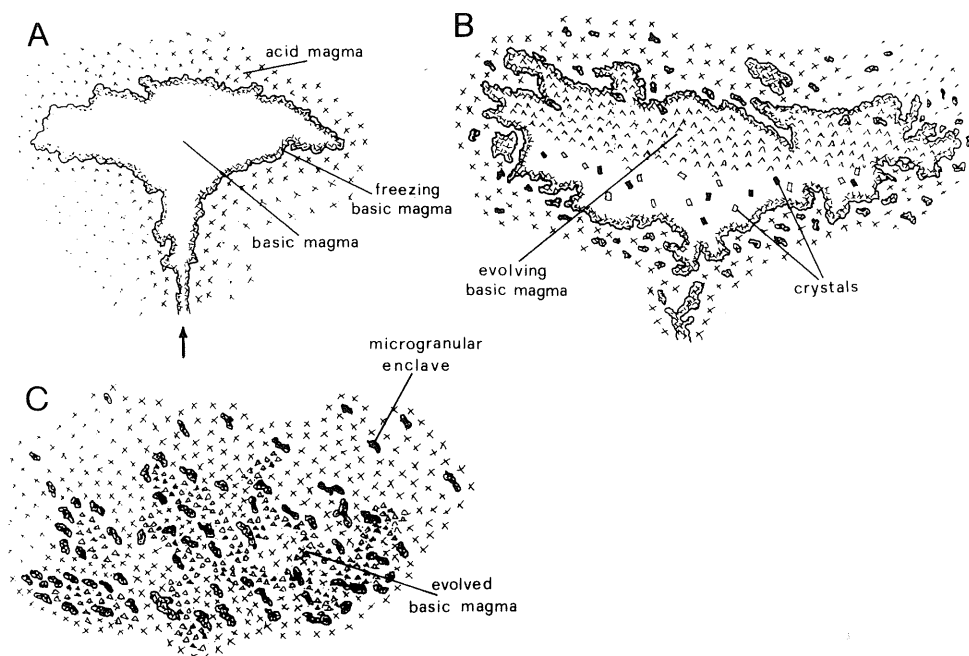 A
acid magma
freezing
basic magma
basic magma
B
evolving
basic magma
crystals
microgranular
enclave
C
evolved
basic magma